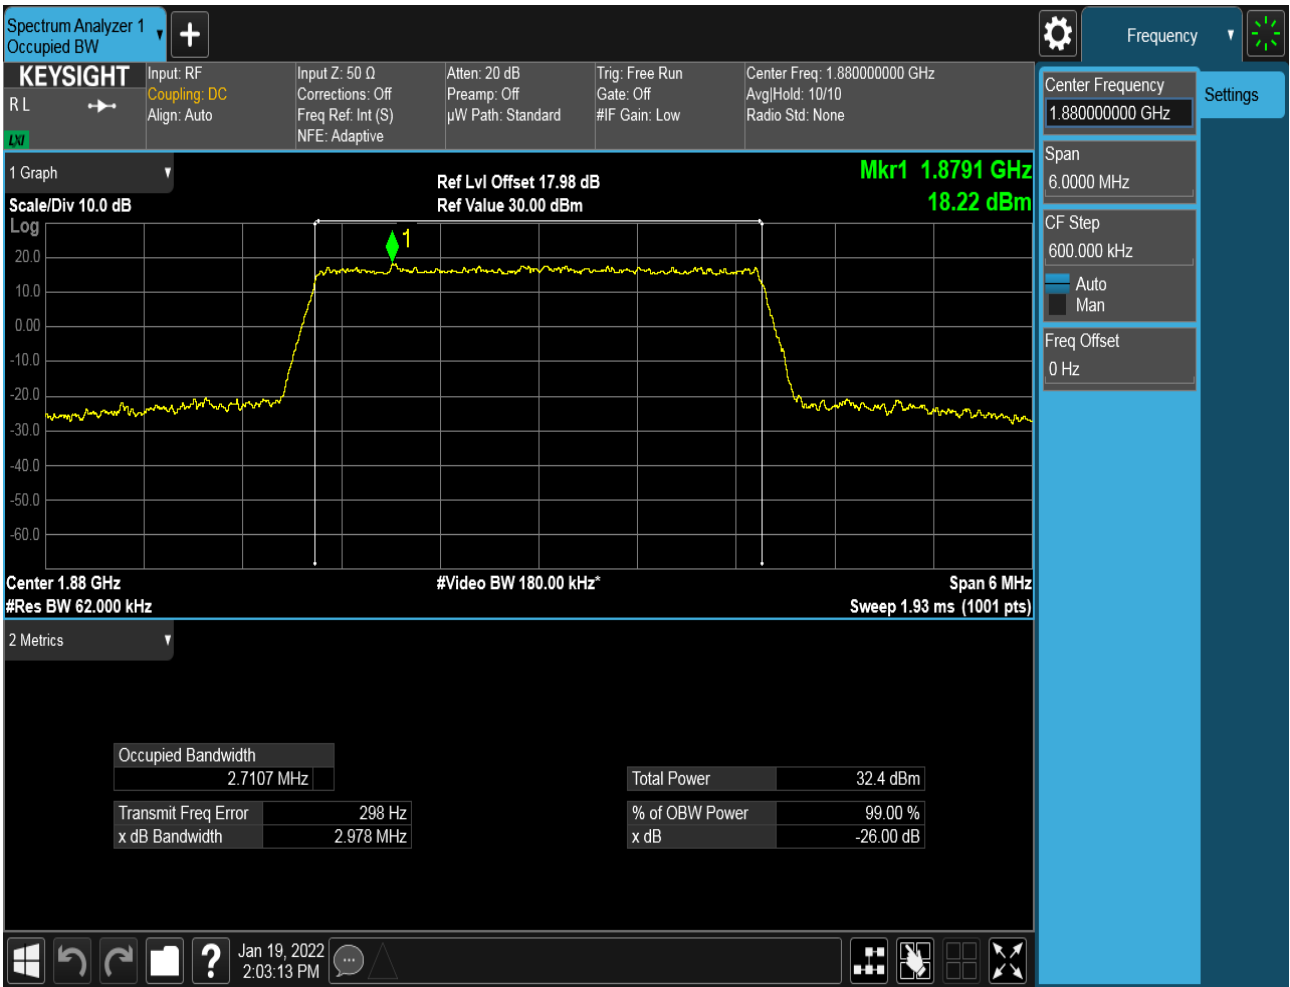 Spectrum Analyzer 1
Occupied BW
Frequency
KEYSIGHT
R L
LXI
Input: RF
Coupling: DC
Align: Auto
Input Z: 50 Ω
Corrections: Off
Freq Ref: Int (S)
NFE: Adaptive
Atten: 20 dB
Preamp: Off
µW Path: Standard
Trig: Free Run
Gate: Off
#IF Gain: Low
Center Freq: 1.880000000 GHz
Avg|Hold: 10/10
Radio Std: None
Center Frequency
1.880000000 GHz
Settings
Span
6.0000 MHz
CF Step
600.000 kHz
Auto
Man
Freq Offset
0 Hz
1 Graph
Scale/Div 10.0 dB
Ref Lvl Offset 17.98 dB
Ref Value 30.00 dBm
Mkr1 1.8791 GHz
18.22 dBm
Log
1
20.0
10.0
0.00
-10.0
-20.0
-30.0
-40.0
-50.0
-60.0
Center 1.88 GHz
#Video BW 180.00 kHz*
Span 6 MHz
#Res BW 62.000 kHz
Sweep 1.93 ms (1001 pts)
2 Metrics
Occupied Bandwidth
2.7107 MHz
Total Power 32.4 dBm
Transmit Freq Error 298 Hz
% of OBW Power 99.00 %
x dB Bandwidth 2.978 MHz
x dB -26.00 dB
?
Jan 19, 2022
2:03:13 PM